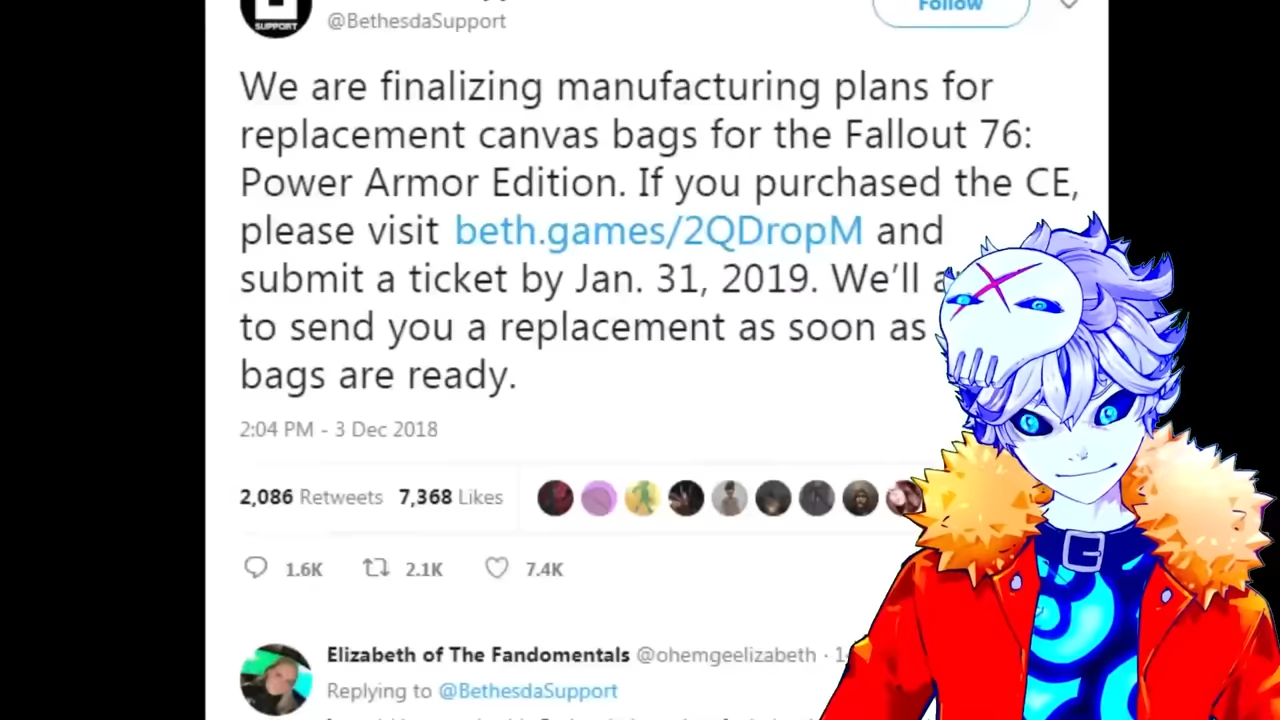 SUPPORT
@BethesdaSupport
Follow
We are finalizing manufacturing plans for
replacement canvas bags for the Fallout 76:
Power Armor Edition. If you purchased the CE,
please visit beth.games/2QDropM and
submit a ticket by Jan. 31, 2019. We'll
to send you a replacement as soon as
bags are ready.
2:04 PM - 3 Dec 2018
2,086 Retweets 7,368 Likes
1.6K 2.1K 7.4K
Elizabeth of The Fandomentals @ohmgeelizabeth ·
Replying to @BethesdaSupport